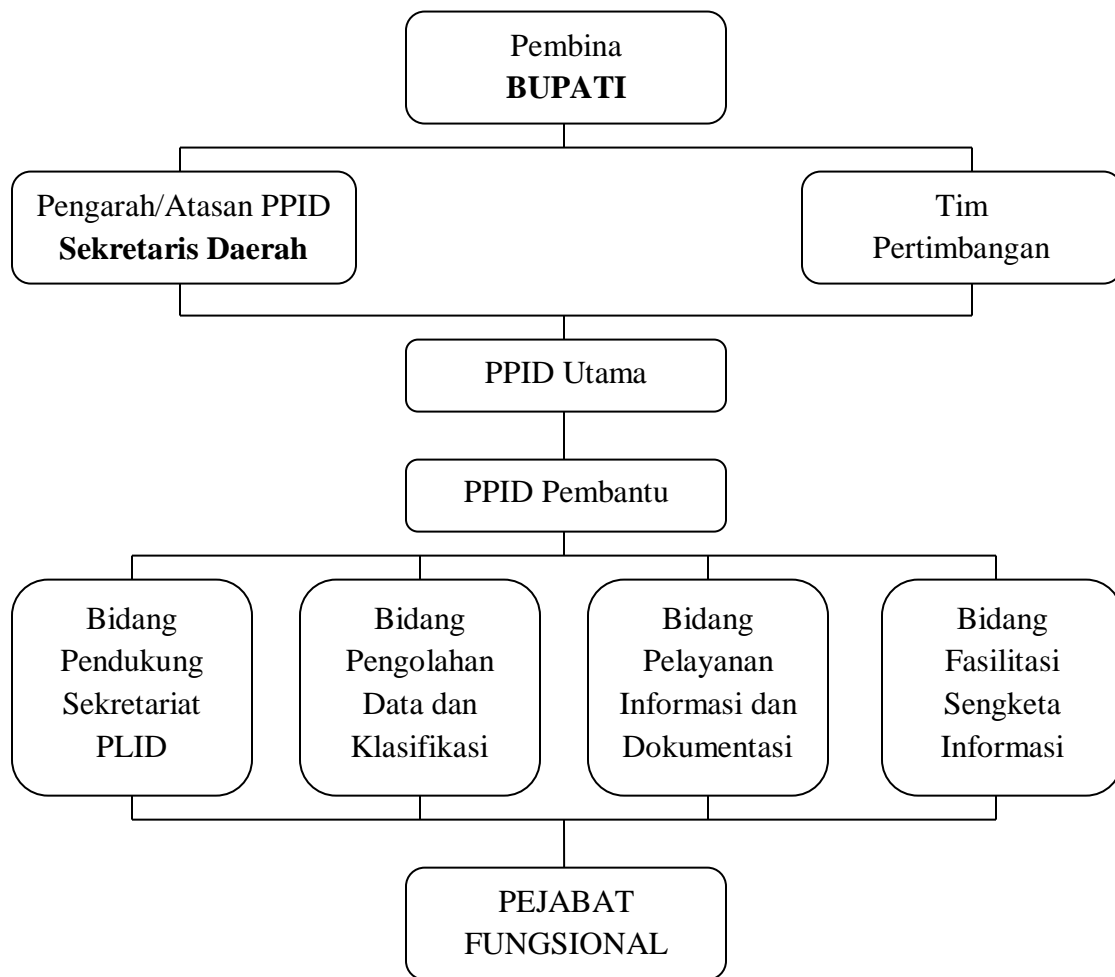 Pembina
BUPATI
Pengarah/Atasan PPID
Sekretaris Daerah
Tim
Pertimbangan
PPID Utama
PPID Pembantu
Bidang
Pendukung
Sekretariat
PLID
Bidang
Pengolahan
Data dan
Klasifikasi
Bidang
Pelayanan
Informasi dan
Dokumentasi
Bidang
Fasilitasi
Sengketa
Informasi
PEJABAT
FUNGSIONAL